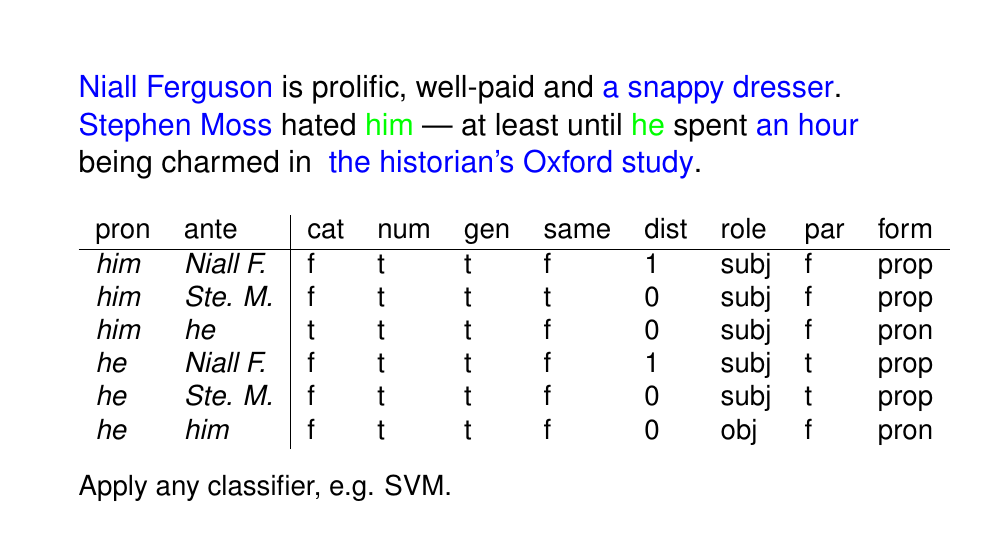 Niall Ferguson is prolific, well-paid and a snappy dresser.
Stephen Moss hated him — at least until he spent an hour
being charmed in the historian's Oxford study.
pron ante cat num gen same dist role par form
him Niall F. f t t f 1 subj f prop
him Ste. M. f t t t 0 subj f prop
him he t t t f 0 subj f pron
he Niall F. f t t f 1 subj t prop
he Ste. M. f t t f 0 subj t prop
he him f t t f 0 obj f pron
Apply any classifier, e.g. SVM.